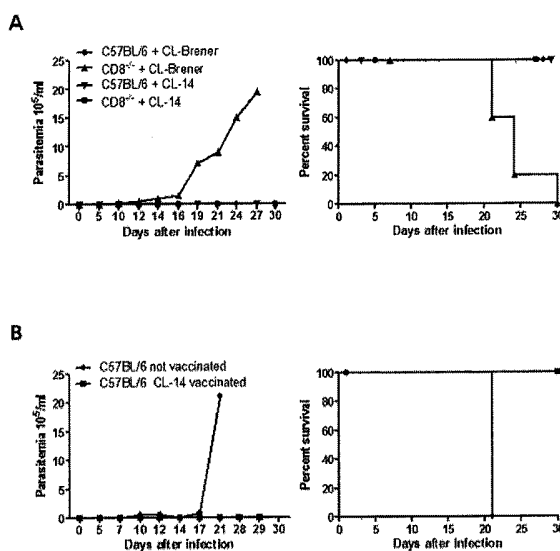 A
C57BL/6 + CL-Brener
CD8-/- + CL-Brener
C57BL/6 + CL-14
CD8-/- + CL-14
Parasitemia 10^5/ml
25
20
15
10
5
0
0 5 10 12 14 16 19 21 24 27 30
Days after infection
Percent survival
100
80
60
40
20
0
0 5 10 15 20 25 30
Days after infection
B
C57BL/6 not vaccinated
C57BL/6 CL-14 vaccinated
Parasitemia 10^5/ml
25
20
15
10
5
0
0 5 7 10 12 14 17 21 28 29 30
Days after infection
Percent survival
100
80
60
40
20
0
0 5 10 15 20 25 30
Days after infection